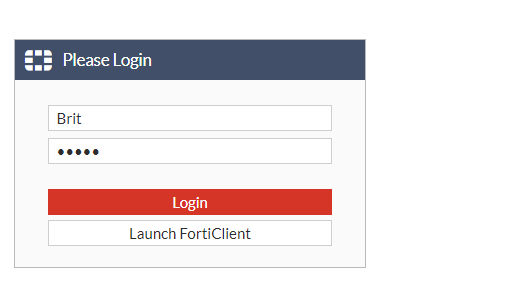 Please Login
Brit
•••••
Login
Launch FortiClient